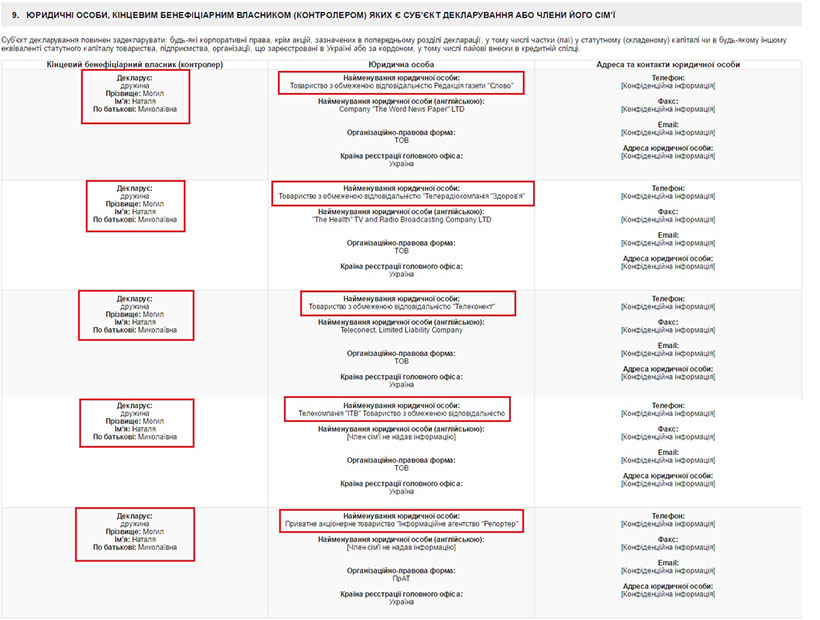 9. ЮРИДИЧНІ ОСОБИ, КІНЦЕВИМ БЕНЕФІЦІАРНИМ ВЛАСНИКОМ (КОНТРОЛЕРОМ) ЯКИХ Є СУБ'ЄКТ ДЕКЛАРУВАННЯ АБО ЧЛЕНИ ЙОГО СІМ'Ї
Суб'єкт декларування повинен задекларувати: будь-які корпоративні права, крім акцій, зазначених в попередньому розділі декларації, у тому числі частки (паї) у статутному (складеному) капіталі чи в будь-якому іншому
еквіваленті статутного капіталу товариства, підприємства, організації, що зареєстровані в Україні або за кордоном, у тому числі пайові внески в кредитній спілці.
Кінцевий бенефіціарний власник (контролер)
Юридична особа
Адреса та контакти юридичної особи
Декларує:
дружина
Прізвище: Могил
Ім'я: Наталя
По батькові: Миколаївна
Найменування юридичної особи:
Товариство з обмеженою відповідальністю Редакція газети "Слово"
Найменування юридичної особи (англійською):
Company "The Word News Paper" LTD
Організаційно-правова форма:
ТОВ
Країна реєстрації головного офіса:
Україна
Телефон:
[Конфіденційна інформація]
Факс:
[Конфіденційна інформація]
Email:
[Конфіденційна інформація]
Адреса юридичної особи:
[Конфіденційна інформація]
Декларує:
дружина
Прізвище: Могил
Ім'я: Наталя
По батькові: Миколаївна
Найменування юридичної особи:
Товариство з обмеженою відповідальністю "Телерадіокомпанія "Здоров'я"
Найменування юридичної особи (англійською):
"The Health" TV and Radio Broadcasting Company LTD
Організаційно-правова форма:
ТОВ
Країна реєстрації головного офіса:
Україна
Телефон:
[Конфіденційна інформація]
Факс:
[Конфіденційна інформація]
Email:
[Конфіденційна інформація]
Адреса юридичної особи:
[Конфіденційна інформація]
Декларує:
дружина
Прізвище: Могил
Ім'я: Наталя
По батькові: Миколаївна
Найменування юридичної особи:
Товариство з обмеженою відповідальністю "Телеконект"
Найменування юридичної особи (англійською):
Teleconect, Limited Liability Company
Організаційно-правова форма:
ТОВ
Країна реєстрації головного офіса:
Україна
Телефон:
[Конфіденційна інформація]
Факс:
[Конфіденційна інформація]
Email:
[Конфіденційна інформація]
Адреса юридичної особи:
[Конфіденційна інформація]
Декларує:
дружина
Прізвище: Могил
Ім'я: Наталя
По батькові: Миколаївна
Найменування юридичної особи:
Телекомпанія "ІТВ" Товариство з обмеженою відповідальністю
Найменування юридичної особи (англійською):
[Член сім'ї не надав інформацію]
Організаційно-правова форма:
ТОВ
Країна реєстрації головного офіса:
Україна
Телефон:
[Конфіденційна інформація]
Факс:
[Конфіденційна інформація]
Email:
[Конфіденційна інформація]
Адреса юридичної особи:
[Конфіденційна інформація]
Декларує:
дружина
Прізвище: Могил
Ім'я: Наталя
По батькові: Миколаївна
Найменування юридичної особи:
Приватне акціонерне товариство "Інформаційне агентство "Репортер"
Найменування юридичної особи (англійською):
[Член сім'ї не надав інформацію]
Організаційно-правова форма:
ПрАТ
Країна реєстрації головного офіса:
Україна
Телефон:
[Конфіденційна інформація]
Факс:
[Конфіденційна інформація]
Email:
[Конфіденційна інформація]
Адреса юридичної особи:
[Конфіденційна інформація]